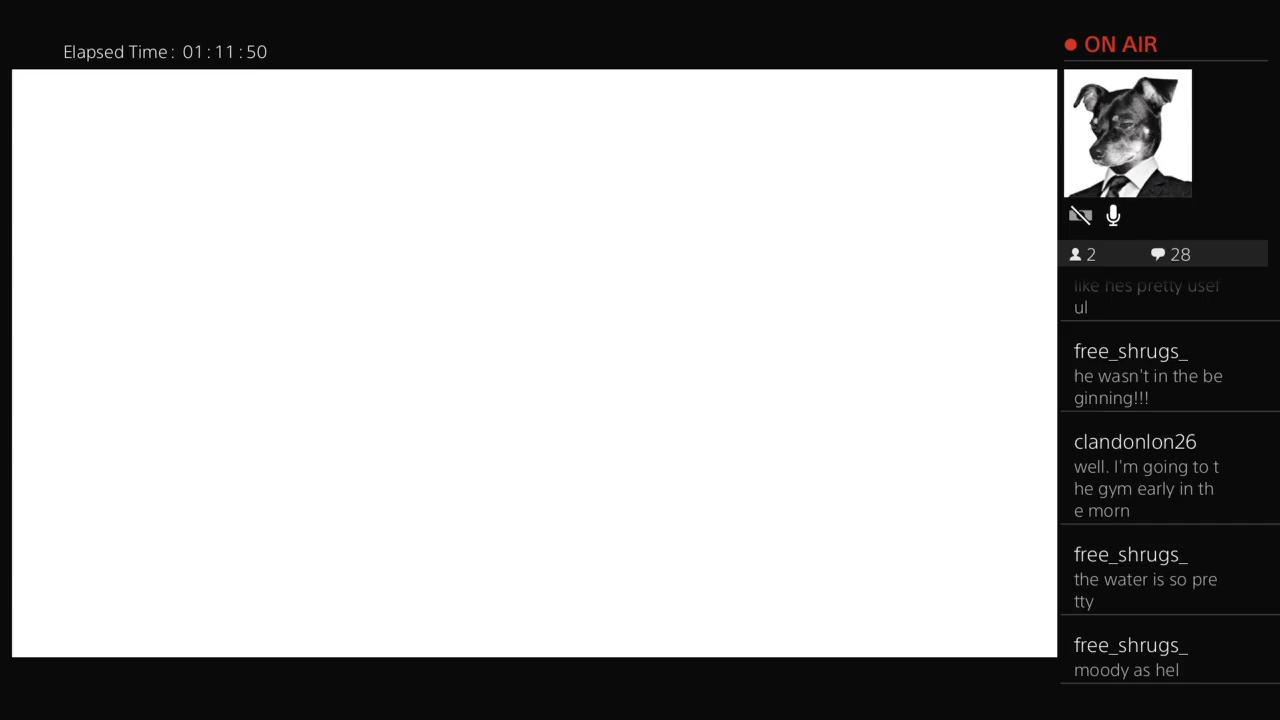 Elapsed Time: 01:11:50
ON AIR
2 28
like hes pretty usef
ul
free_shrugs_
he wasn't in the be
ginning!!!
clandonlon26
well. I'm going to t
he gym early in th
e morn
free_shrugs_
the water is so pre
tty
free_shrugs_
moody as hel